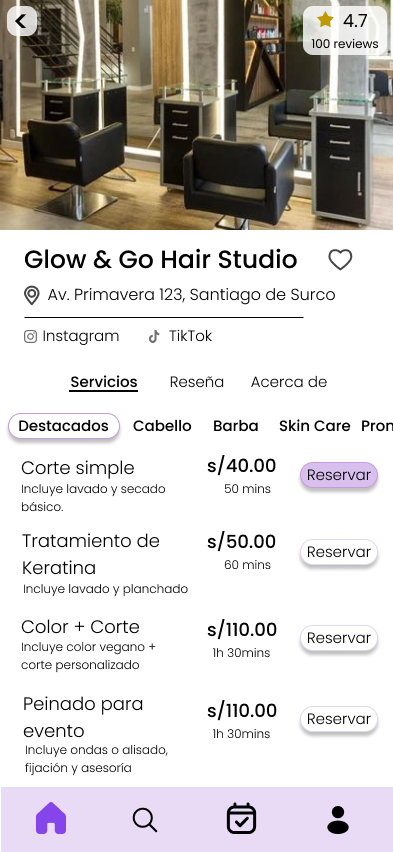 4.7
100 reviews
Glow & Go Hair Studio
Av. Primavera 123, Santiago de Surco
Instagram TikTok
Servicios Reseña Acerca de
Destacados Cabello Barba Skin Care Pron
Corte simple s/40.00 Reservar
Incluye lavado y secado 50 mins
básico.
Tratamiento de s/50.00 Reservar
Keratina 60 mins
Incluye lavado y planchado
Color + Corte s/110.00 Reservar
Incluye color vegano + 1h 30mins
corte personalizado
Peinado para s/110.00 Reservar
evento 1h 30mins
Incluye ondas o alisado,
fijación y asesoría